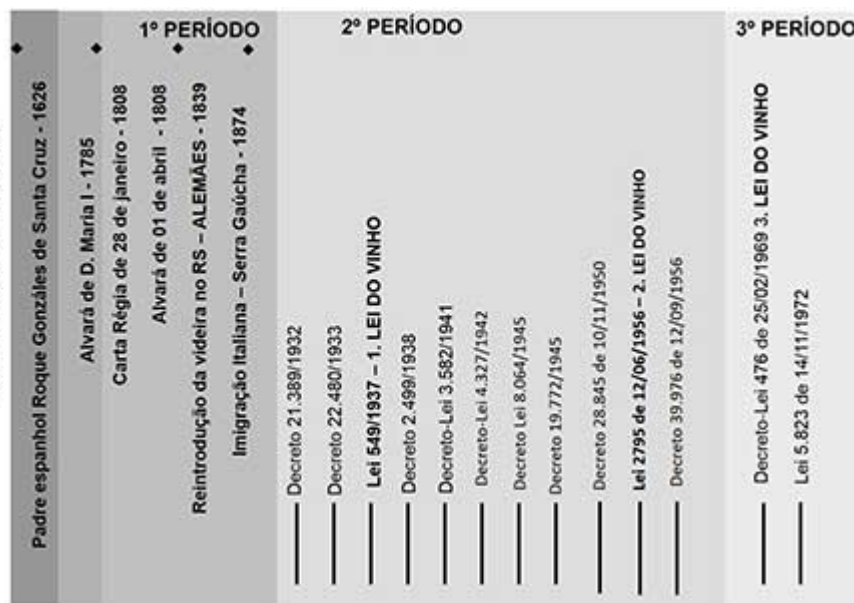 1º PERÍODO
2º PERÍODO
3º PERÍODO
Padre espanhol Roque Gonzáles de Santa Cruz - 1626
Alvará de D. Maria I - 1785
Carta Régia de 28 de janeiro - 1808
Alvará de 01 de abril - 1808
Reintrodução da videira no RS – ALEMÃES - 1839
Imigração Italiana – Serra Gaúcha - 1874
Decreto 21.389/1932
Decreto 22.480/1933
Lei 549/1937 – 1. LEI DO VINHO
Decreto 2.499/1938
Decreto-Lei 3.582/1941
Decreto-Lei 4.327/1942
Decreto Lei 8.064/1945
Decreto 19.772/1945
Decreto 28.845 de 10/11/1950
Lei 2795 de 12/06/1956 – 2. LEI DO VINHO
Decreto 39.976 de 12/09/1956
Decreto-Lei 476 de 25/02/1969 3. LEI DO VINHO
Lei 5.823 de 14/11/1972